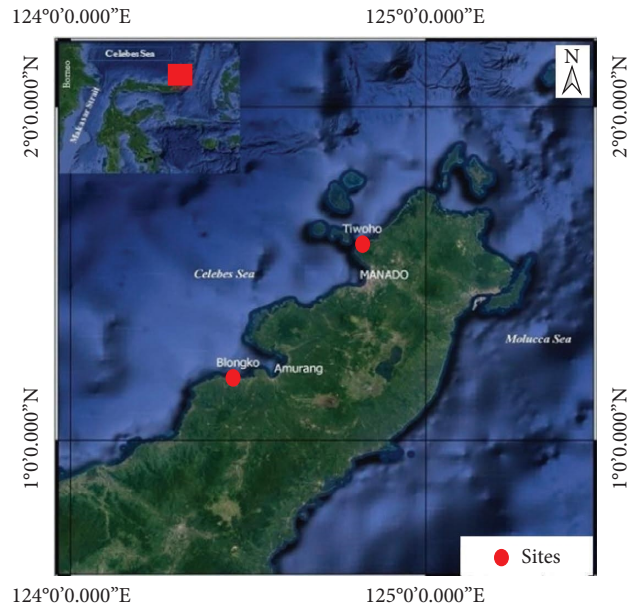 124°0'0.000"E 125°0'0.000"E
Celebes Sea
Borneo
Makasar Strait
N
2°0'0.000"N
2°0'0.000"N
Tiwoho
MANADO
Celebes Sea
Molucca Sea
Blongko
Amurang
1°0'0.000"N
1°0'0.000"N
Sites
124°0'0.000"E 125°0'0.000"E